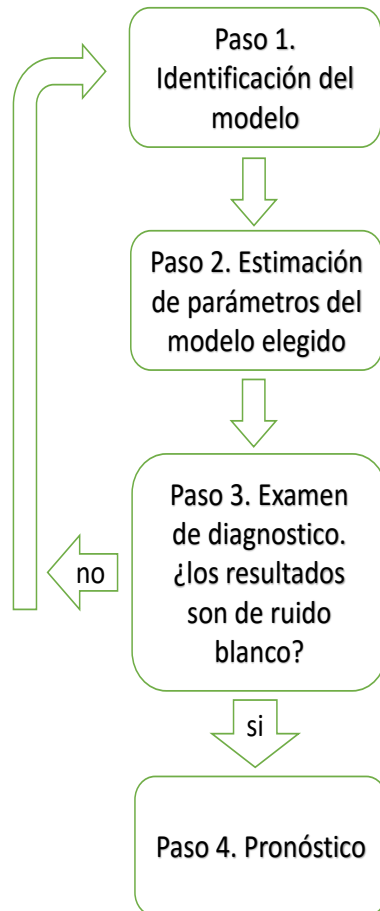 Paso 1.
Identificación del
modelo
Paso 2. Estimación
de parámetros del
modelo elegido
Paso 3. Examen
de diagnostico.
¿los resultados
son de ruido
blanco?
no
si
Paso 4. Pronóstico